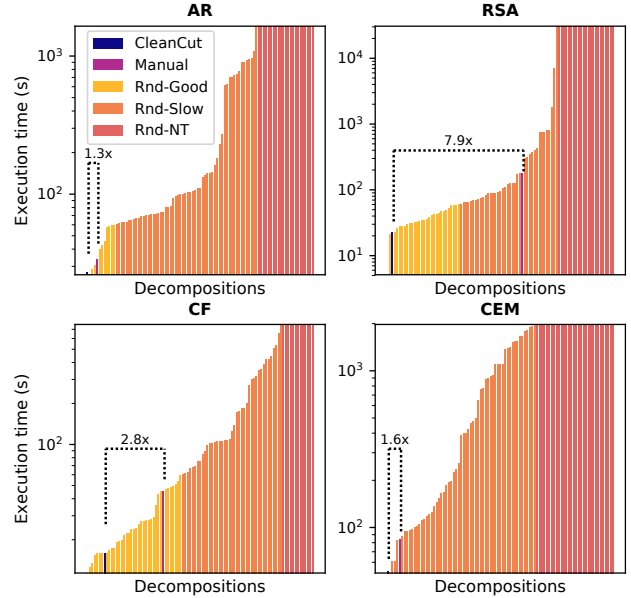 AR
Execution time (s)
10³
10²
CleanCut
Manual
Rnd-Good
Rnd-Slow
Rnd-NT
1.3x
Decompositions
RSA
10⁴
10³
10²
10¹
7.9x
Decompositions
CF
Execution time (s)
10²
2.8x
Decompositions
CEM
10³
10²
1.6x
Decompositions